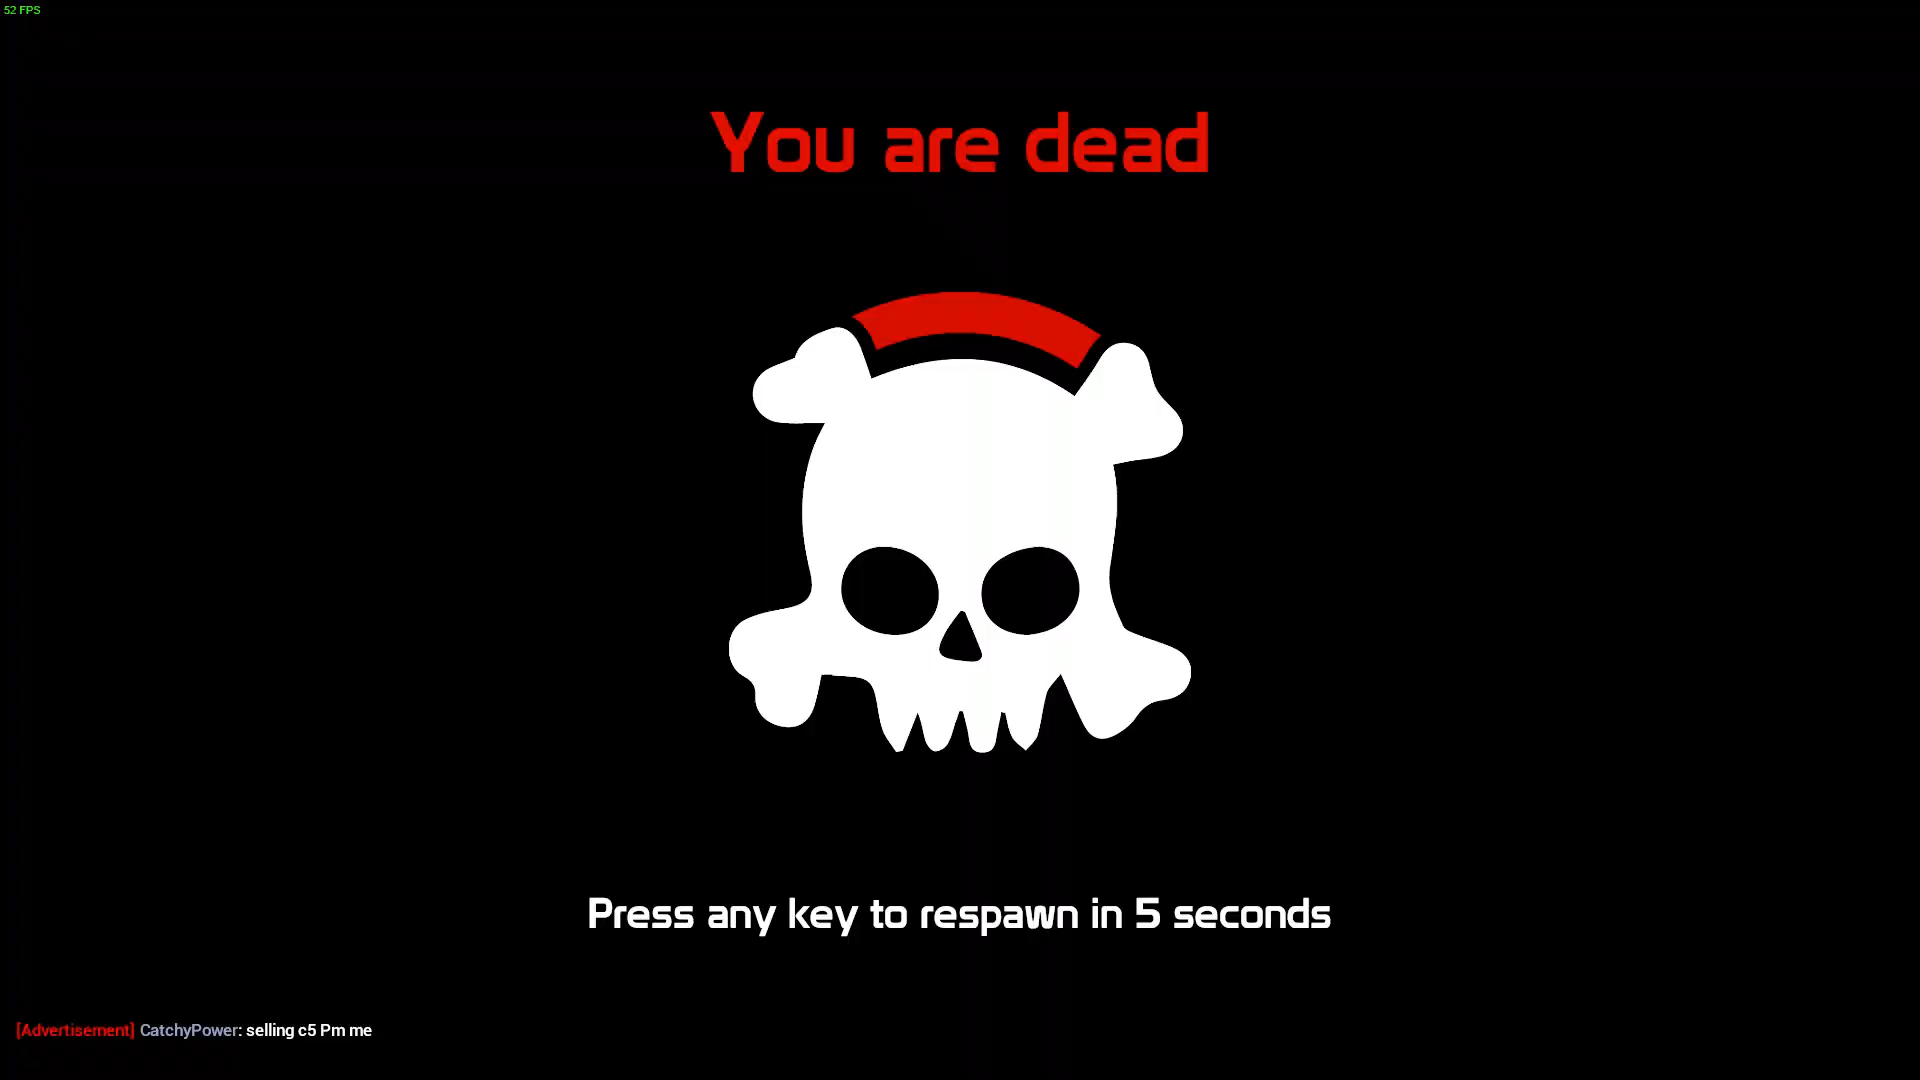 52 FPS
You are dead
Press any key to respawn in 5 seconds
[Advertisement] CatchyPower: selling c5 Pm me